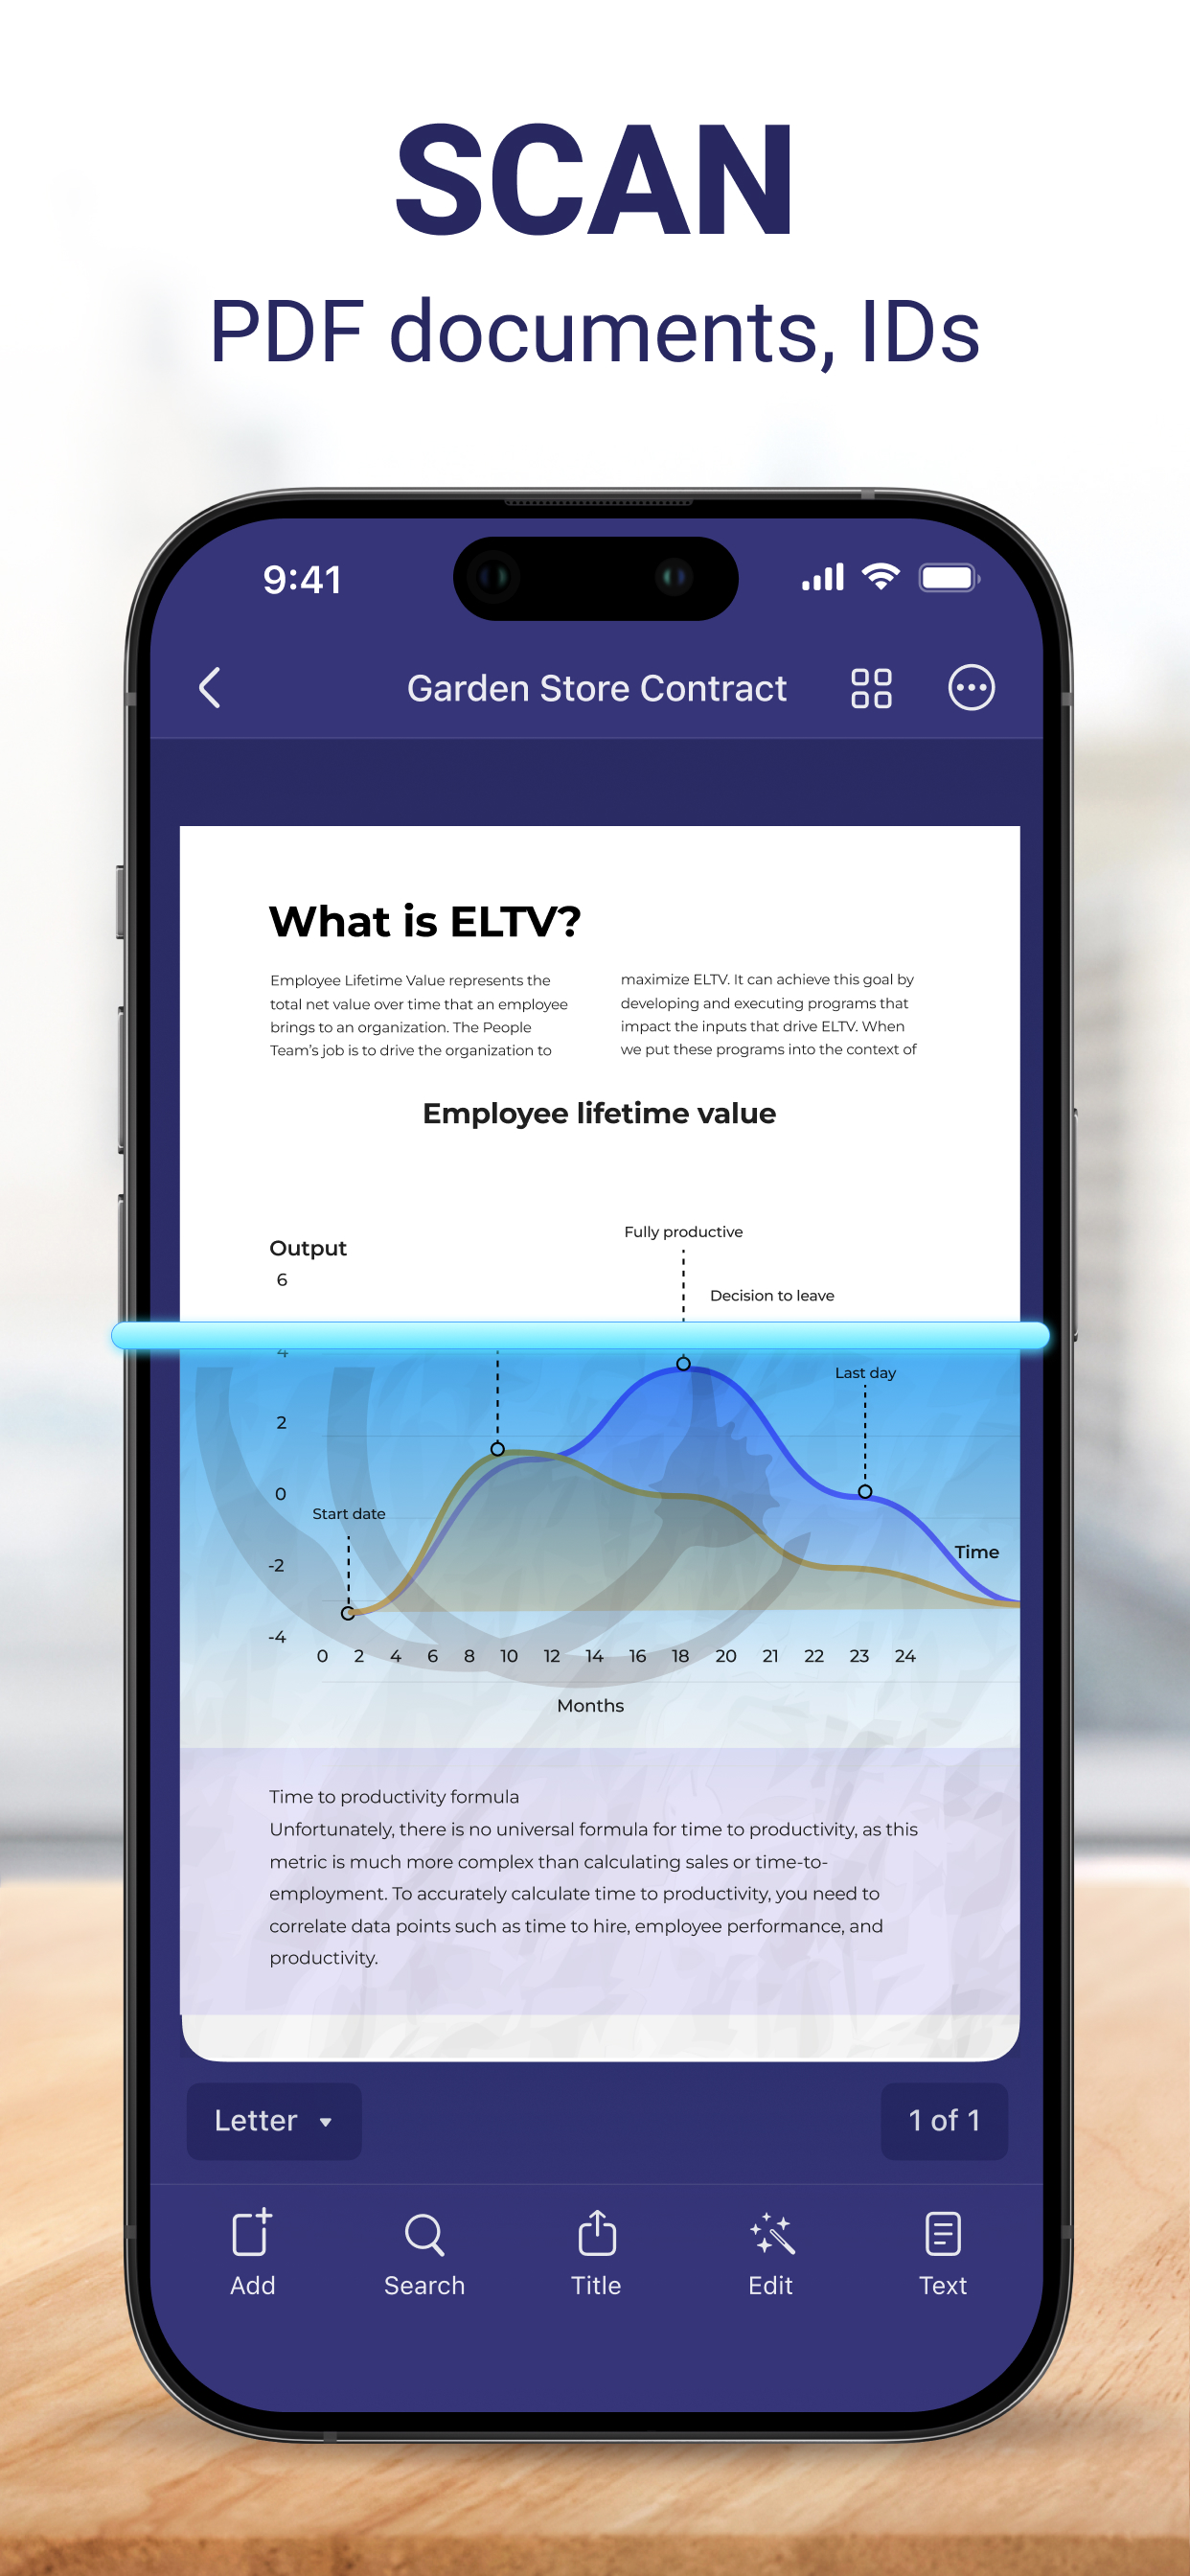 SCAN
PDF documents, IDs
9:41
Garden Store Contract
What is ELTV?
Employee Lifetime Value represents the
total net value over time that an employee
brings to an organization. The People
Team's job is to drive the organization to
maximize ELTV. It can achieve this goal by
developing and executing programs that
impact the inputs that drive ELTV. When
we put these programs into the context of
Employee lifetime value
Fully productive
Output
6
Decision to leave
4
Last day
2
0
Start date
Time
-2
-4
0 2 4 6 8 10 12 14 16 18 20 21 22 23 24
Months
Time to productivity formula
Unfortunately, there is no universal formula for time to productivity, as this
metric is much more complex than calculating sales or time-to-
employment. To accurately calculate time to productivity, you need to
correlate data points such as time to hire, employee performance, and
productivity.
Letter
1 of 1
Add Search Title Edit Text